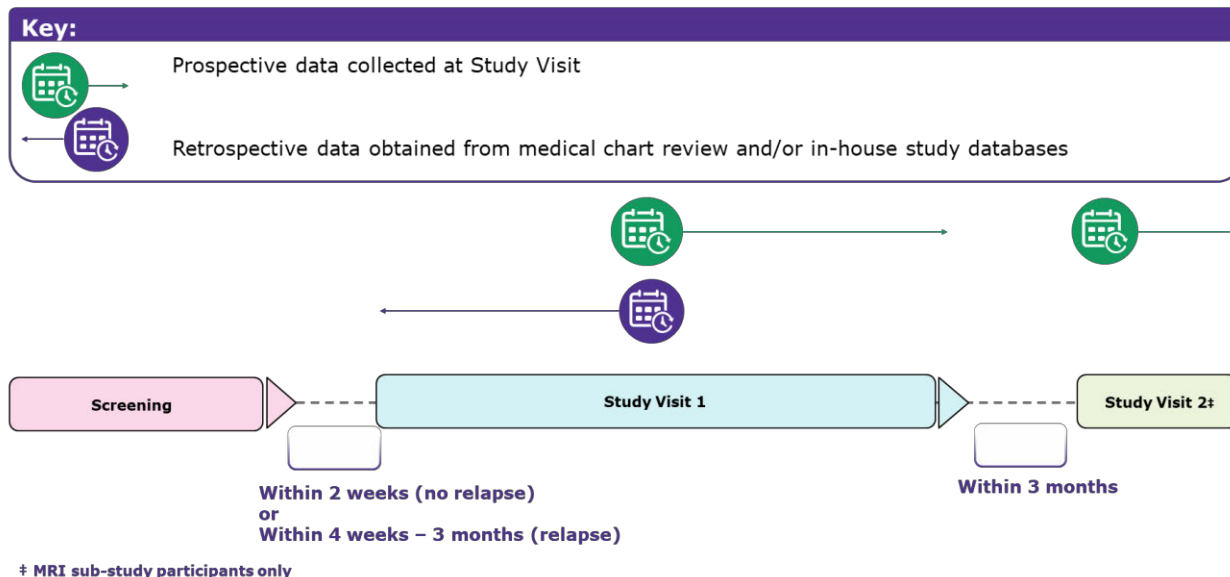 Key:
Prospective data collected at Study Visit
Retrospective data obtained from medical chart review and/or in-house study databases
Screening
Study Visit 1
Study Visit 2‡
Within 2 weeks (no relapse)
or
Within 4 weeks – 3 months (relapse)
Within 3 months
‡ MRI sub-study participants only